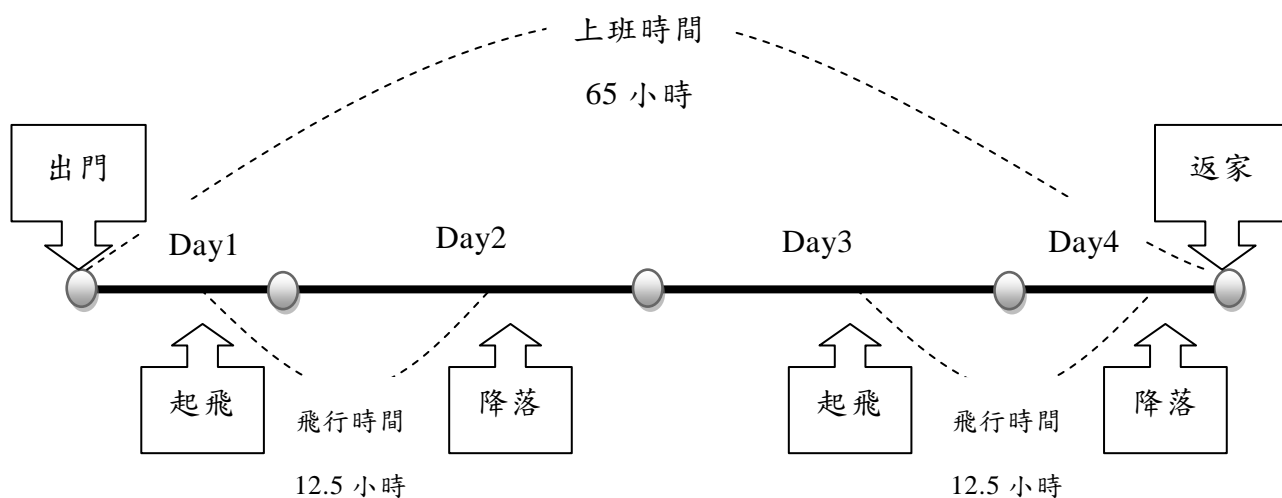 上班時間
65 小時
出門
返家
Day1
Day2
Day3
Day4
起飛
飛行時間
12.5 小時
降落
起飛
飛行時間
12.5 小時
降落